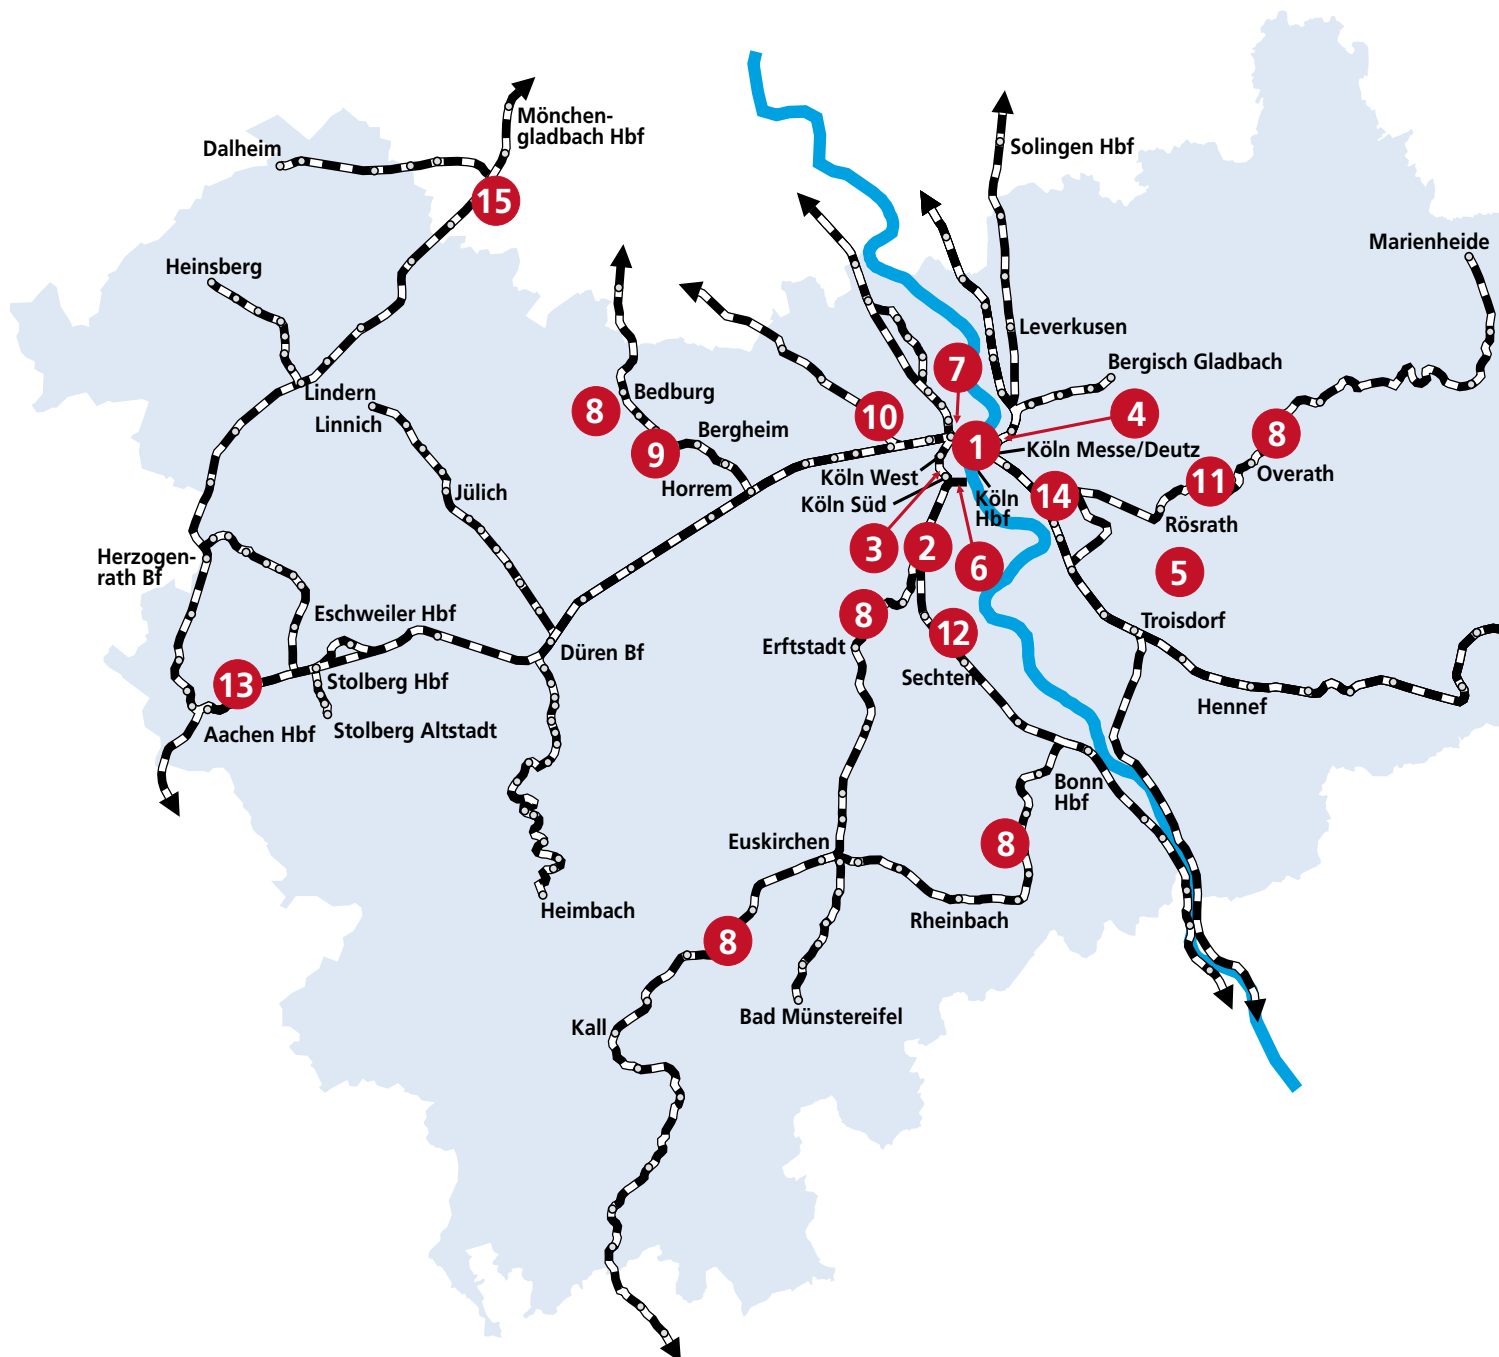 Mönchen-
gladbach Hbf
Dalheim
Solingen Hbf
15
Marienheide
Heinsberg
Leverkusen
Bergisch Gladbach
7
Lindern
Linnich
8
Bedburg
10
4
8
Bergheim
9
1
Köln Messe/Deutz
Overath
Köln West
Horrem
Jülich
Köln Süd
Köln
Hbf
14
11
Rösrath
Herzogen-
rath Bf
3
2
6
5
Eschweiler Hbf
8
12
Troisdorf
Erftstadt
Düren Bf
Sechtem
13
Stolberg Hbf
Hennef
Aachen Hbf
Stolberg Altstadt
Bonn
Hbf
Euskirchen
8
Heimbach
Rheinbach
8
Bad Münstereifel
Kall